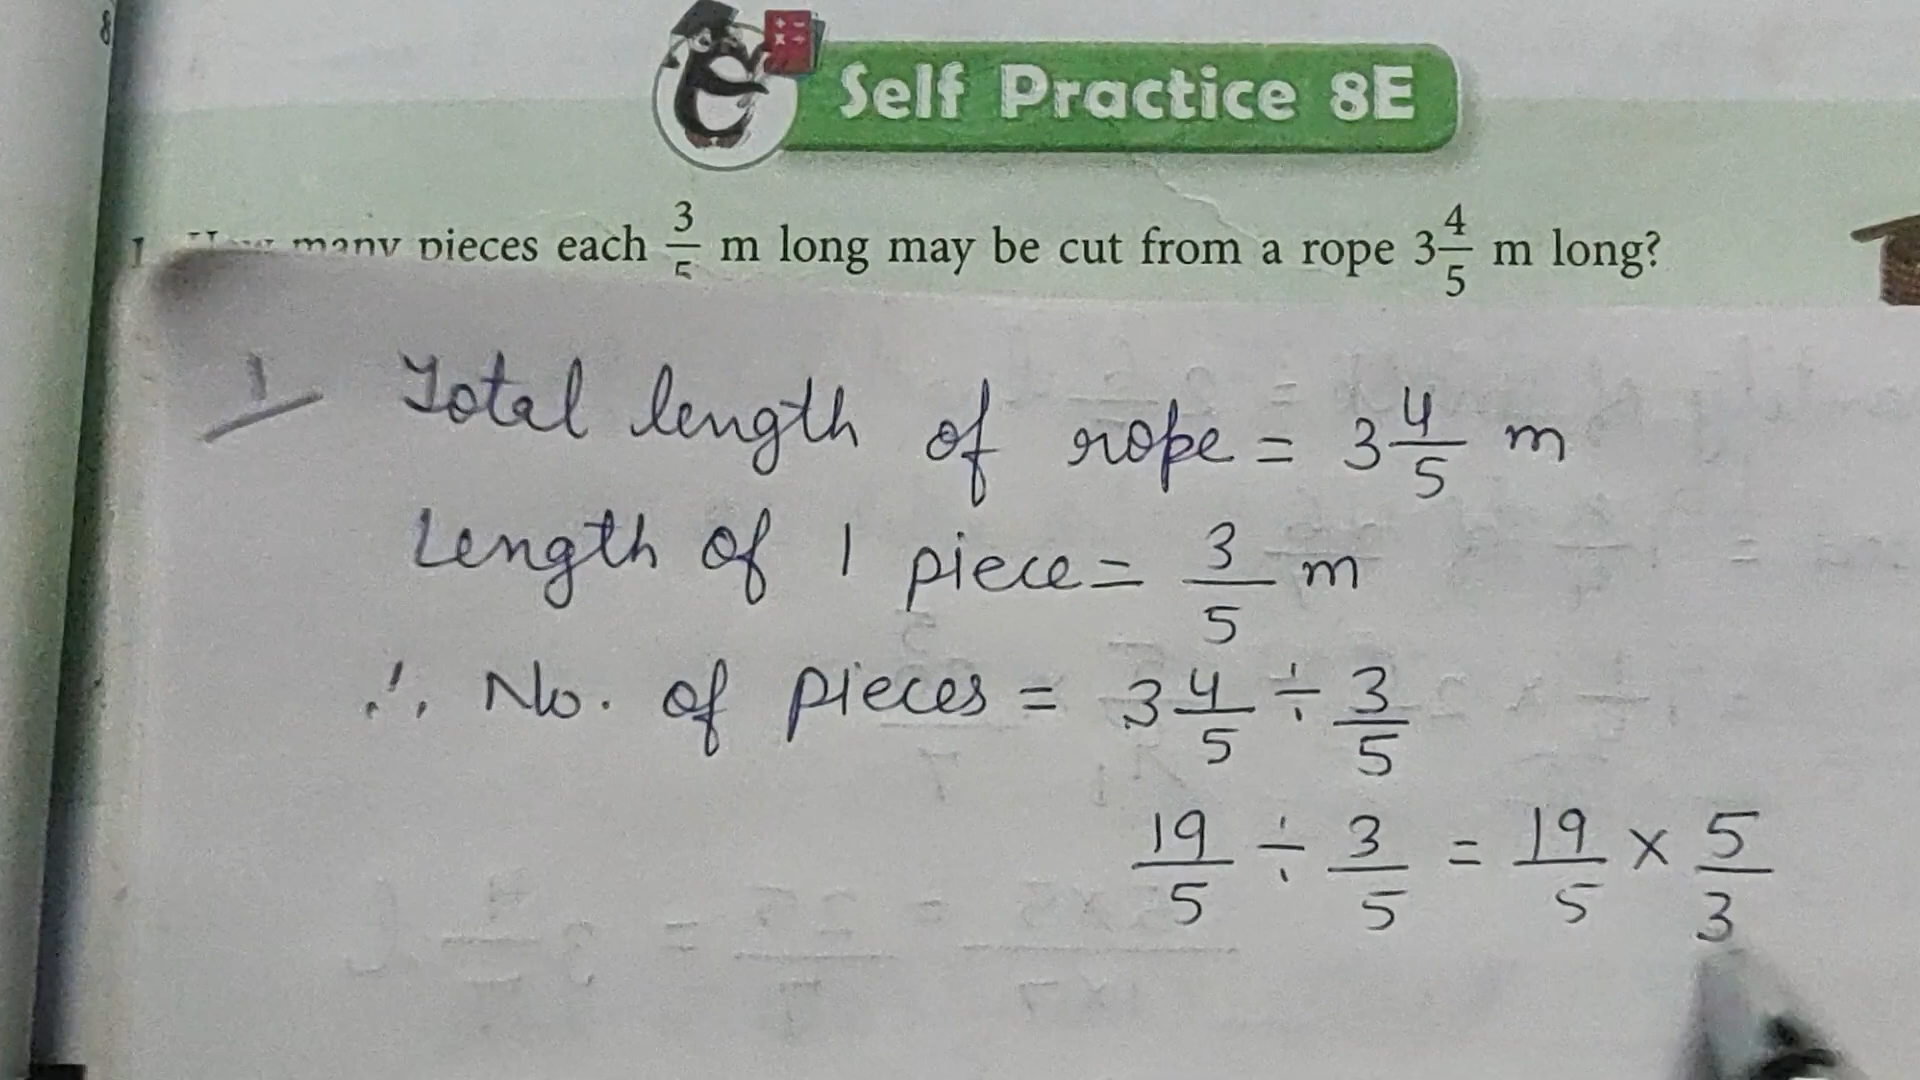 8
Self Practice 8E
many pieces each 3/5 m long may be cut from a rope 3 4/5 m long?
1 Total length of rope = 3 4/5 m
Length of 1 piece = 3/5 m
∴ No. of pieces = 3 4/5 ÷ 3/5
19/5 ÷ 3/5 = 19/5 × 5/3